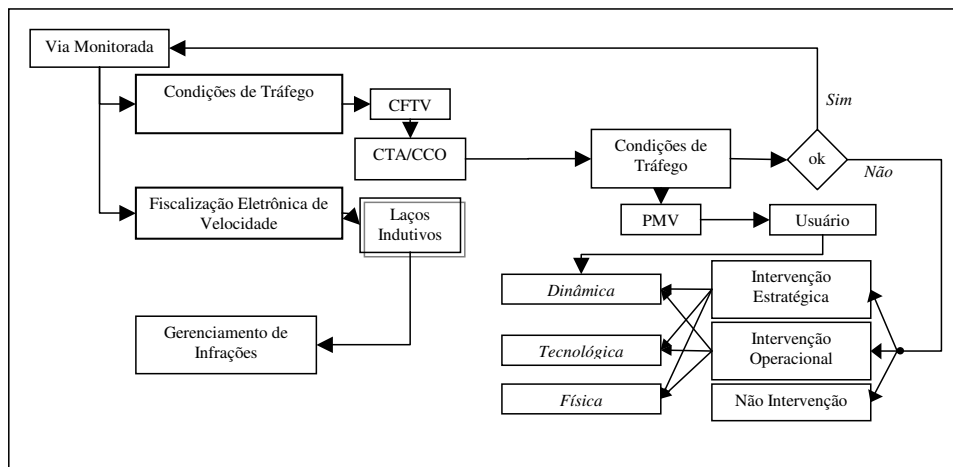 Via Monitorada
Condições de Tráfego
CFTV
CTA/CCO
Condições de
Tráfego
ok
Sim
Não
Fiscalização Eletrônica de
Velocidade
Laços
Indutivos
PMV
Usuário
Dinâmica
Intervenção
Estratégica
Gerenciamento de
Infrações
Tecnológica
Intervenção
Operacional
Física
Não Intervenção